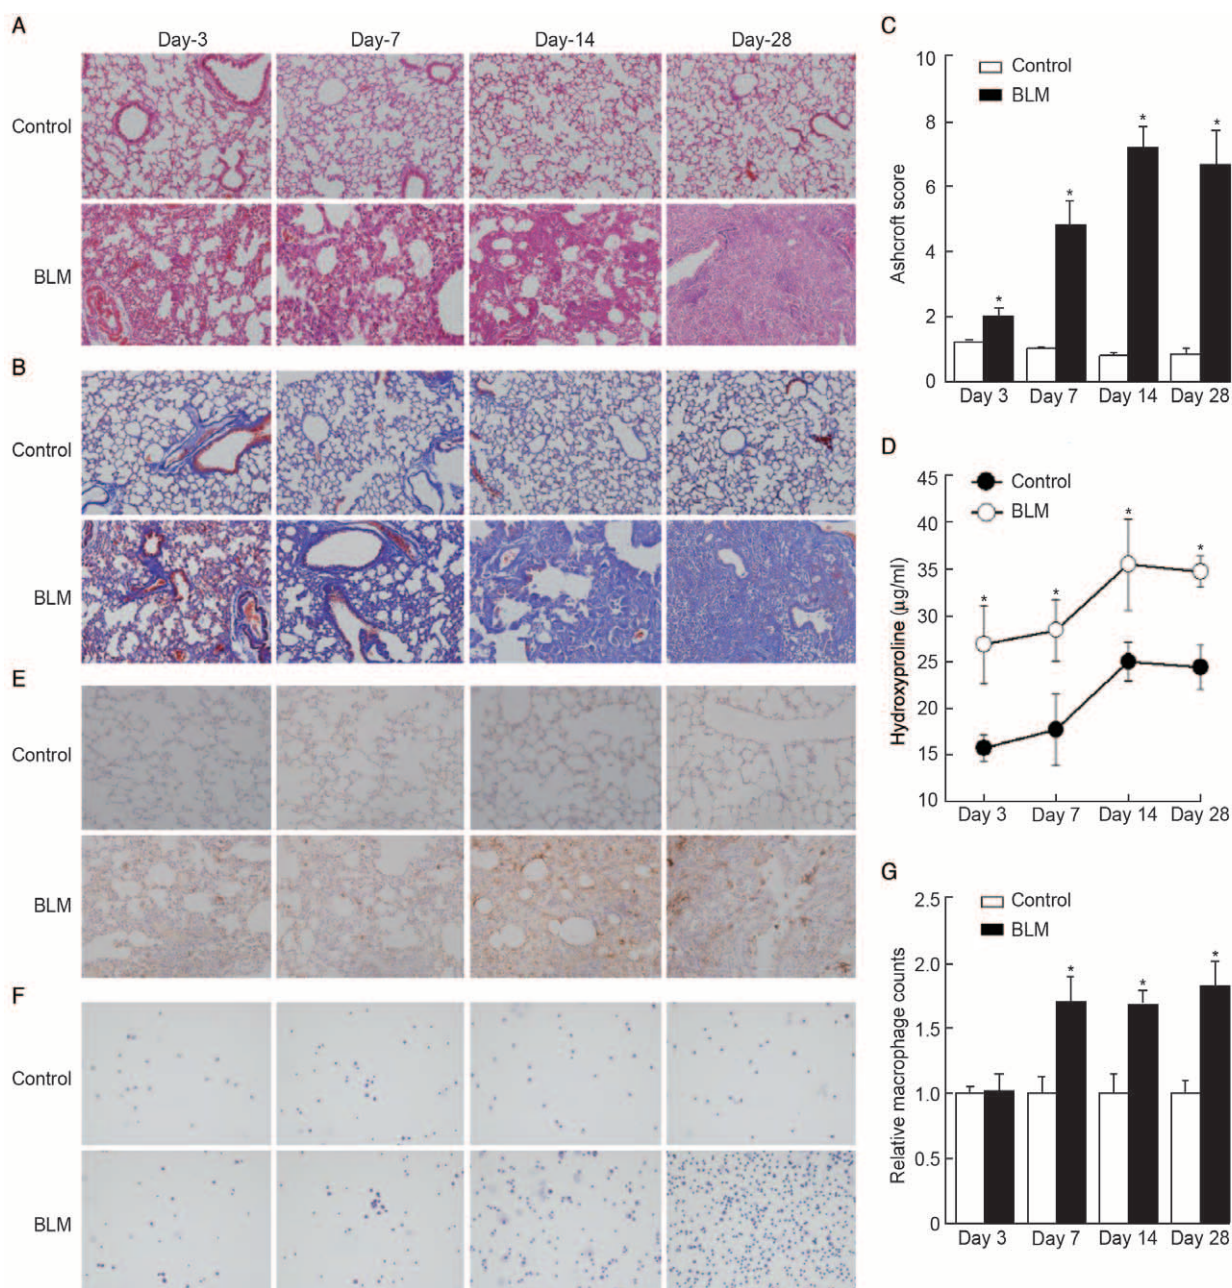 A
Day-3 Day-7 Day-14 Day-28
Control
BLM
B
Control
BLM
E
Control
BLM
F
Control
BLM
C
Control
BLM
Ashcroft score
10
8
6
4
2
0
* * * *
Day 3 Day 7 Day 14 Day 28
D
Control
BLM
Hydroxyproline (µg/ml)
45
40
35
30
25
20
15
10
* * * *
Day 3 Day 7 Day 14 Day 28
G
Control
BLM
Relative macrophage counts
2.5
2.0
1.5
1.0
0.5
0
* * *
Day 3 Day 7 Day 14 Day 28